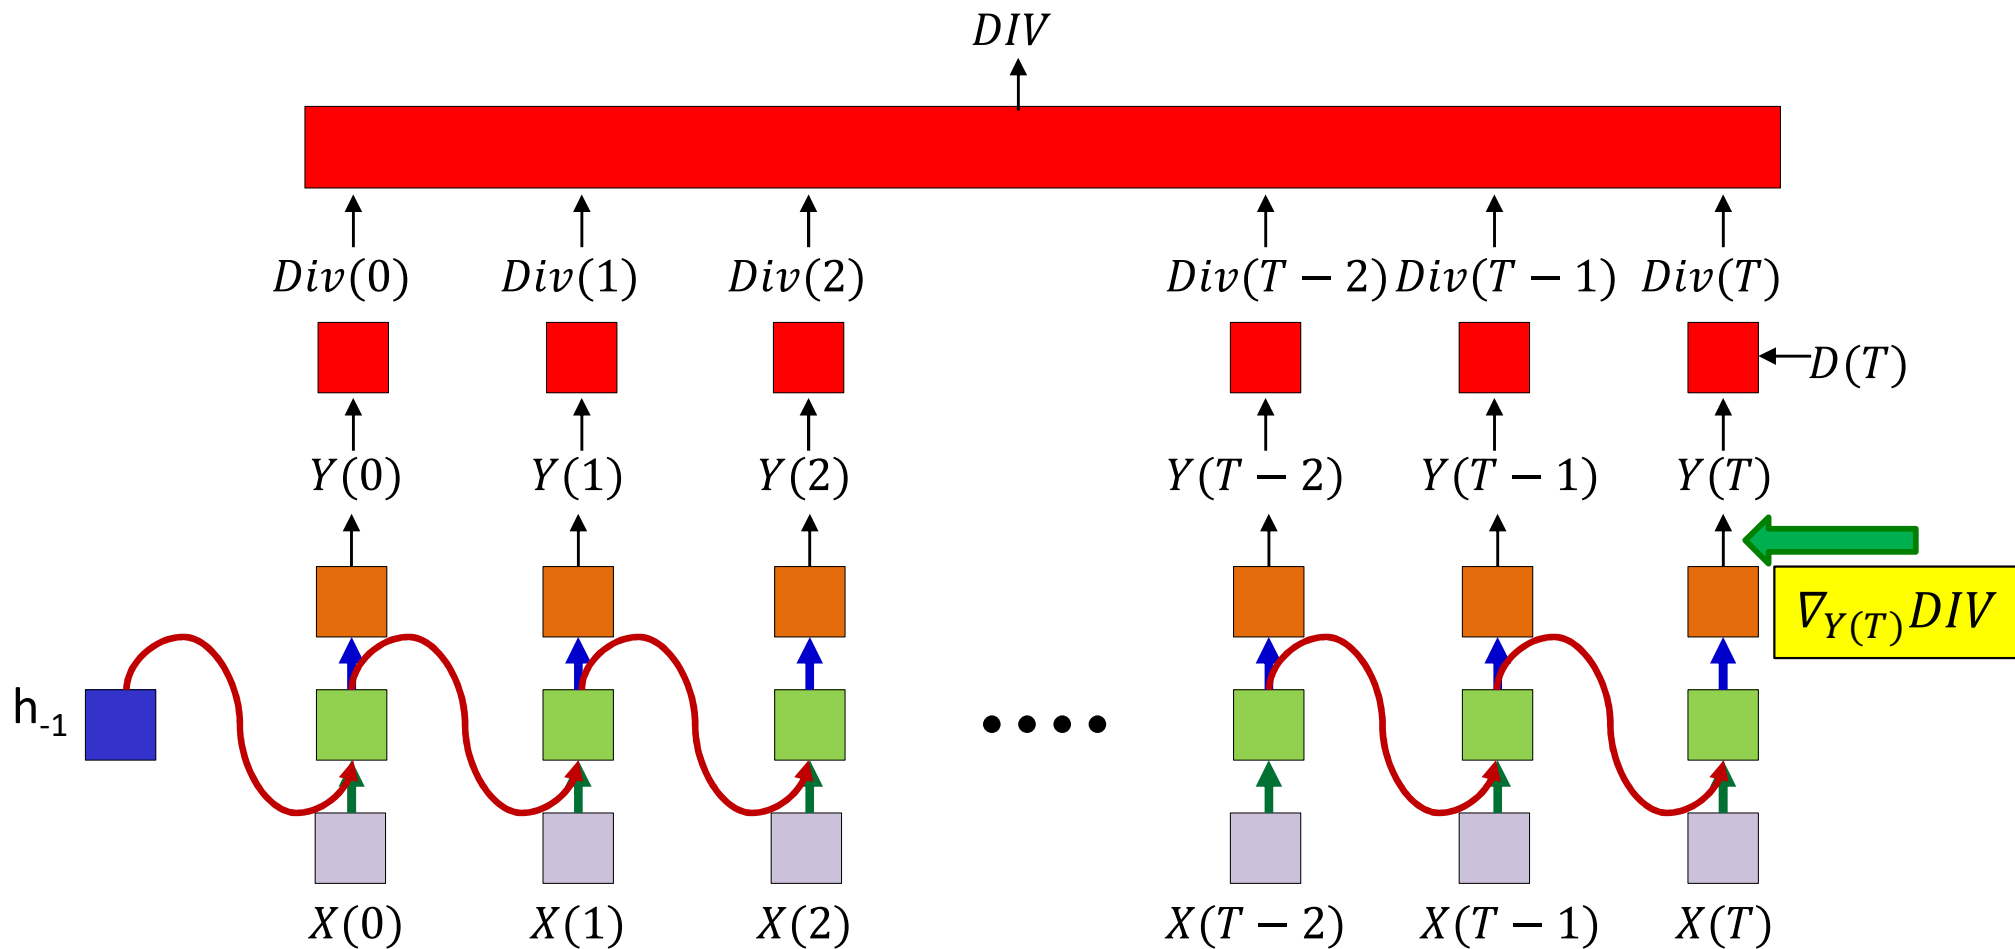 DIV
Div(0) Div(1) Div(2) Div(T − 2) Div(T − 1) Div(T)
D(T)
Y(0) Y(1) Y(2) Y(T − 2) Y(T − 1) Y(T)
∇Y(T)DIV
h-1
X(0) X(1) X(2) X(T − 2) X(T − 1) X(T)